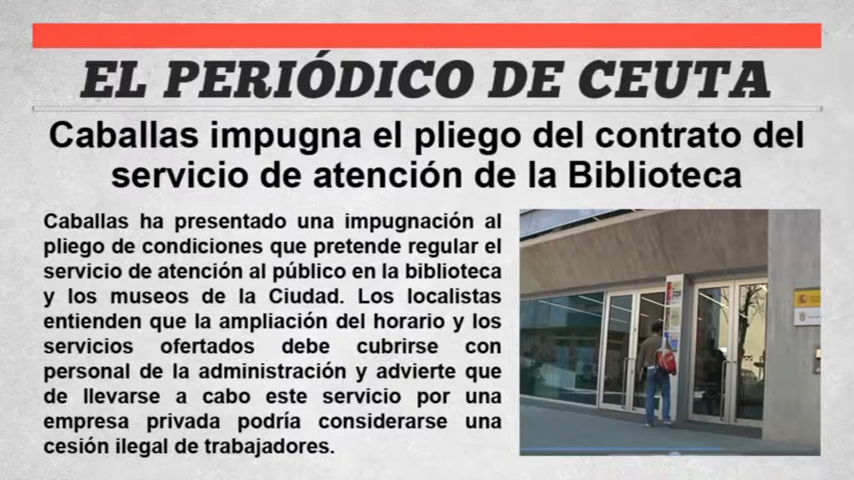 EL PERIÓDICO DE CEUTA
Caballas impugna el pliego del contrato del
servicio de atención de la Biblioteca
Caballas ha presentado una impugnación al
pliego de condiciones que pretende regular el
servicio de atención al público en la biblioteca
y los museos de la Ciudad. Los localistas
entienden que la ampliación del horario y los
servicios ofertados debe cubrirse con
personal de la administración y advierte que
de llevarse a cabo este servicio por una
empresa privada podría considerarse una
cesión ilegal de trabajadores.